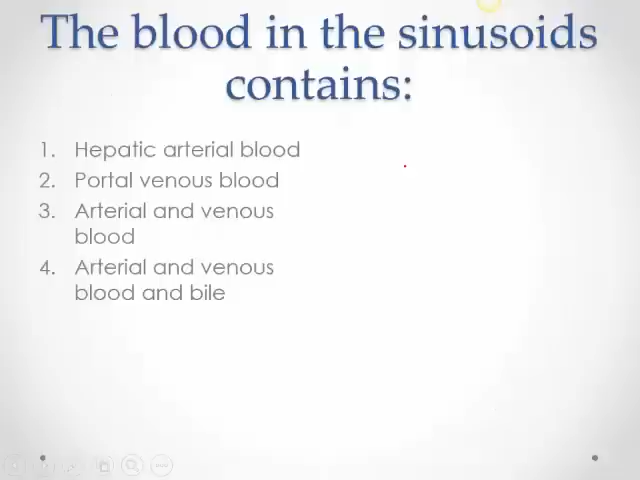 The blood in the sinusoids
contains:
1. Hepatic arterial blood
2. Portal venous blood
3. Arterial and venous
blood
4. Arterial and venous
blood and bile